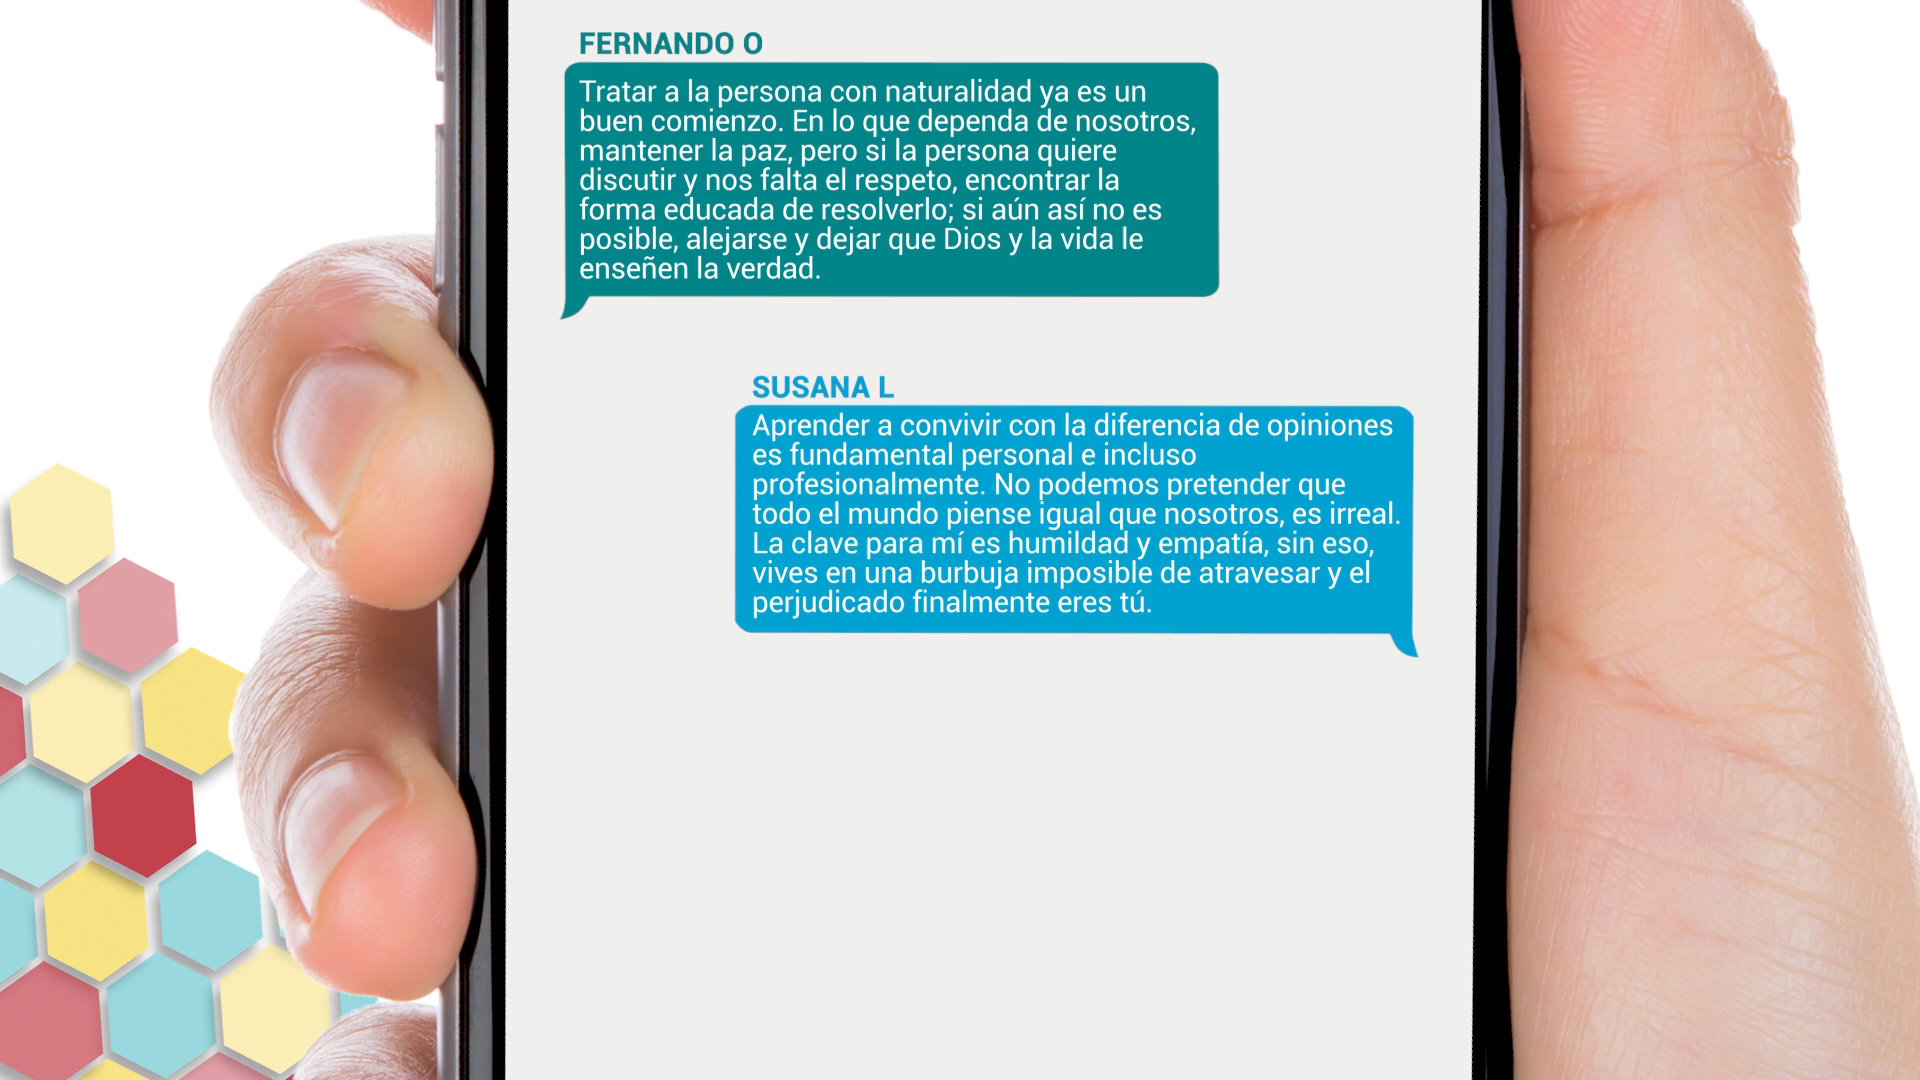 FERNANDO O
Tratar a la persona con naturalidad ya es un
buen comienzo. En lo que dependa de nosotros,
mantener la paz, pero si la persona quiere
discutir y nos falta el respeto, encontrar la
forma educada de resolverlo; si aún así no es
posible, alejarse y dejar que Dios y la vida le
enseñen la verdad.
SUSANA L
Aprender a convivir con la diferencia de opiniones
es fundamental personal e incluso
profesionalmente. No podemos pretender que
todo el mundo piense igual que nosotros, es irreal.
La clave para mí es humildad y empatía, sin eso,
vives en una burbuja imposible de atravesar y el
perjudicado finalmente eres tú.